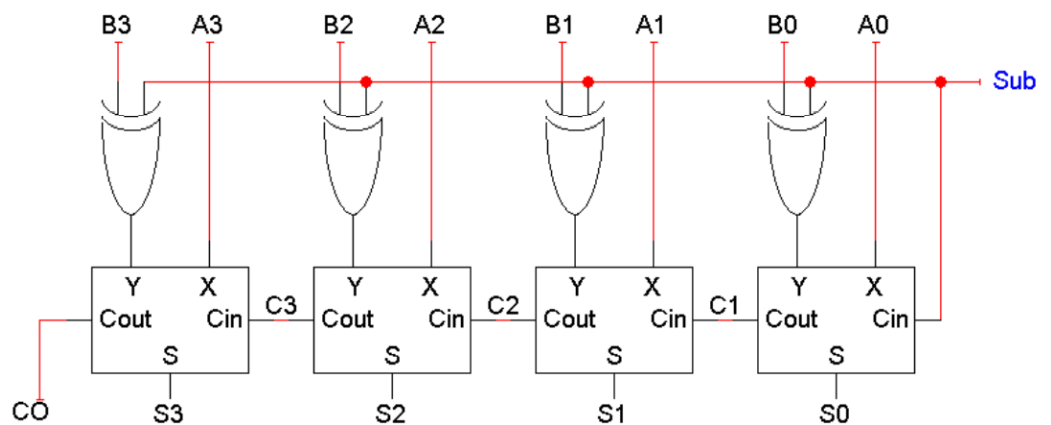 B3 A3 B2 A2 B1 A1 B0 A0
Sub
Y X Y X Y X Y X
C3 C2 C1
Cout Cin Cout Cin Cout Cin Cout Cin
S S S S
CO S3 S2 S1 S0